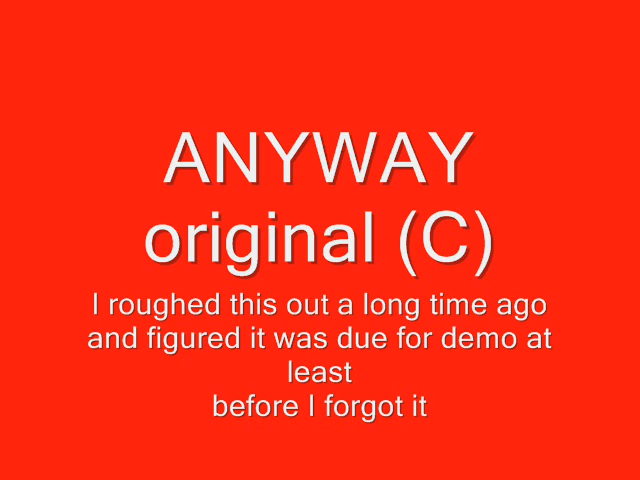 ANYWAY
original (C)
I roughed this out a long time ago
and figured it was due for demo at
least
before I forgot it